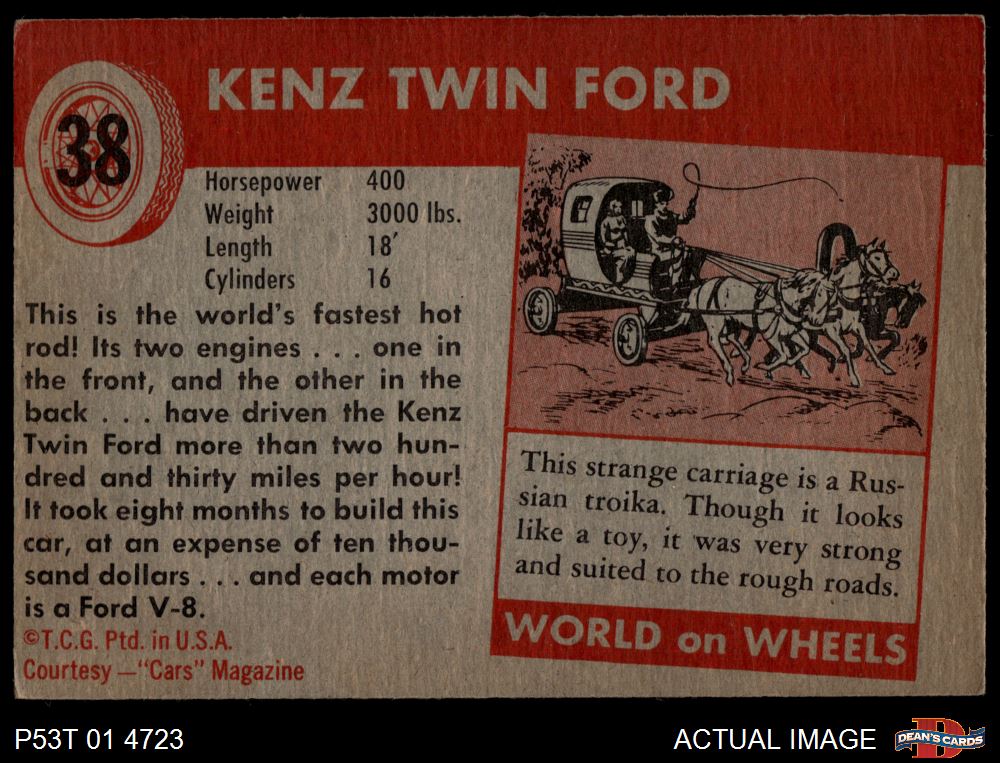 38
KENZ TWIN FORD
Horsepower 400
Weight 3000 lbs.
Length 18′
Cylinders 16
This is the world's fastest hot
rod! Its two engines . . . one in
the front, and the other in the
back . . . have driven the Kenz
Twin Ford more than two hun-
dred and thirty miles per hour!
It took eight months to build this
car, at an expense of ten thou-
sand dollars . . . and each motor
is a Ford V-8.
©T.C.G. Ptd. in U.S.A.
Courtesy—"Cars" Magazine
This strange carriage is a Rus-
sian troika. Though it looks
like a toy, it was very strong
and suited to the rough roads.
WORLD on WHEELS
P53T 01 4723
ACTUAL IMAGE
D
DEAN'S CARDS